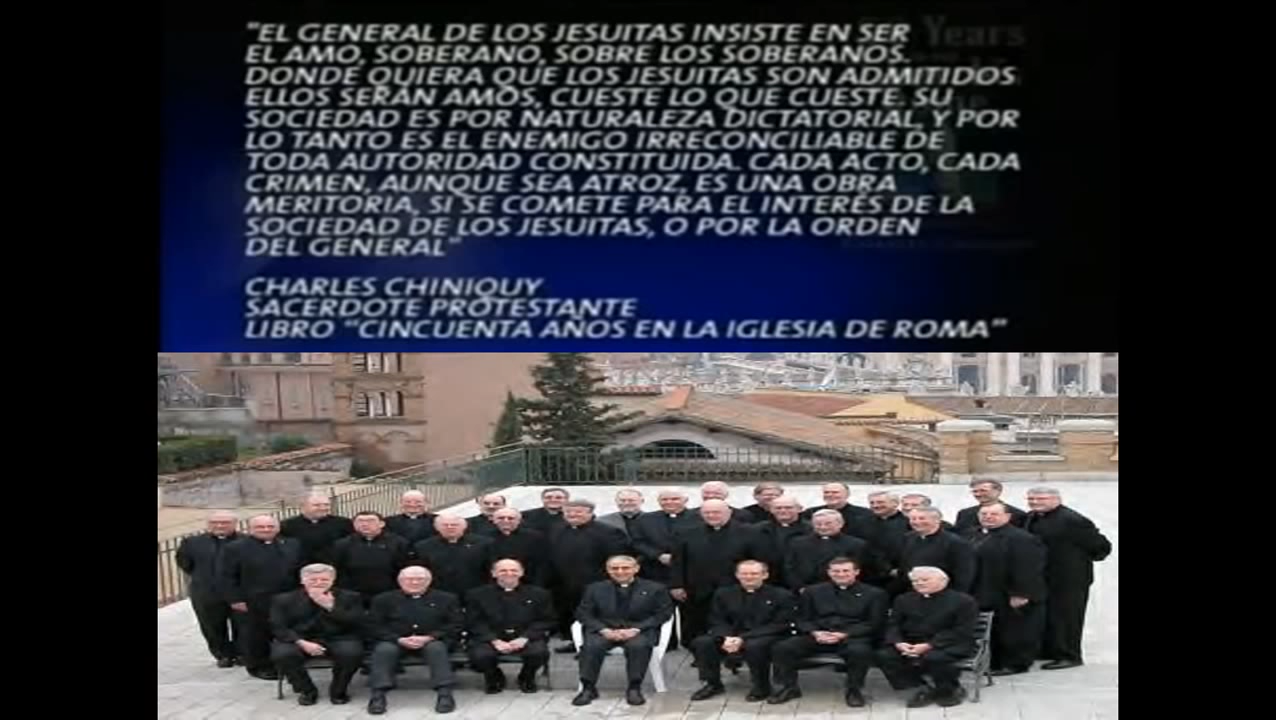 "EL GENERAL DE LOS JESUITAS INSISTE EN SER
EL AMO, SOBERANO, SOBRE LOS SOBERANOS.
DONDE QUIERA QUE LOS JESUITAS SON ADMITIDOS
ELLOS SERÁN AMOS, CUESTE LO QUE CUESTE. SU
SOCIEDAD ES POR NATURALEZA DICTATORIAL, Y POR
LO TANTO ES EL ENEMIGO IRRECONCILIABLE DE
TODA AUTORIDAD CONSTITUIDA. CADA ACTO, CADA
CRIMEN, AUNQUE SEA ATROZ, ES UNA OBRA
MERITORIA, SI SE COMETE PARA EL INTERÉS DE LA
SOCIEDAD DE LOS JESUITAS, O POR LA ORDEN
DEL GENERAL"
CHARLES CHINIQUY
SACERDOTE PROTESTANTE
LIBRO "CINCUENTA AÑOS EN LA IGLESIA DE ROMA"
Years